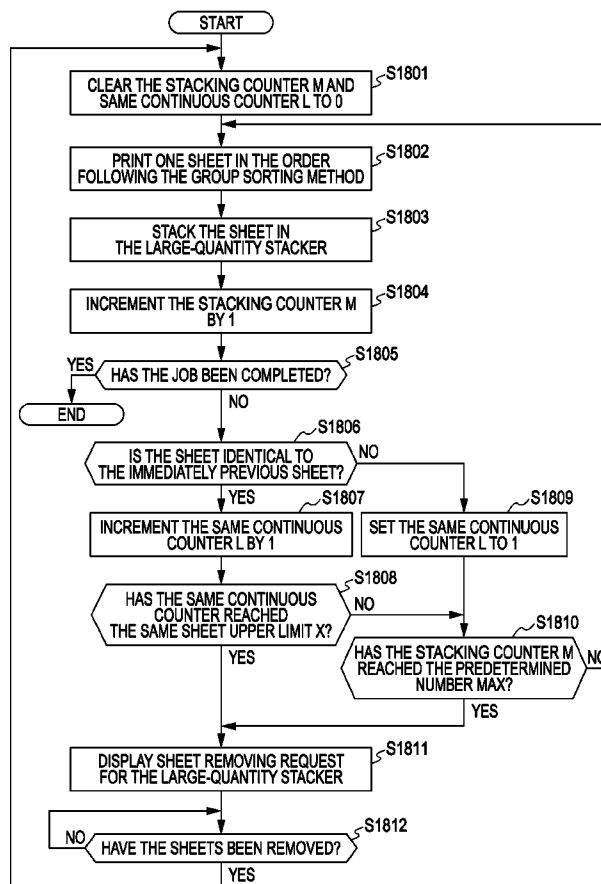 START
S1801
CLEAR THE STACKING COUNTER M AND
SAME CONTINUOUS COUNTER L TO 0
S1802
PRINT ONE SHEET IN THE ORDER
FOLLOWING THE GROUP SORTING METHOD
S1803
STACK THE SHEET IN
THE LARGE-QUANTITY STACKER
S1804
INCREMENT THE STACKING COUNTER M
BY 1
S1805
YES
HAS THE JOB BEEN COMPLETED?
END
NO
S1806
IS THE SHEET IDENTICAL TO
THE IMMEDIATELY PREVIOUS SHEET?
NO
YES
S1807
S1809
INCREMENT THE SAME CONTINUOUS
COUNTER L BY 1
SET THE SAME CONTINUOUS
COUNTER L TO 1
S1808
HAS THE SAME CONTINUOUS
COUNTER REACHED
THE SAME SHEET UPPER LIMIT X?
NO
YES
S1810
HAS THE STACKING COUNTER M
REACHED THE PREDETERMINED
NUMBER MAX?
NO
YES
S1811
DISPLAY SHEET REMOVING REQUEST
FOR THE LARGE-QUANTITY STACKER
S1812
NO
HAVE THE SHEETS BEEN REMOVED?
YES